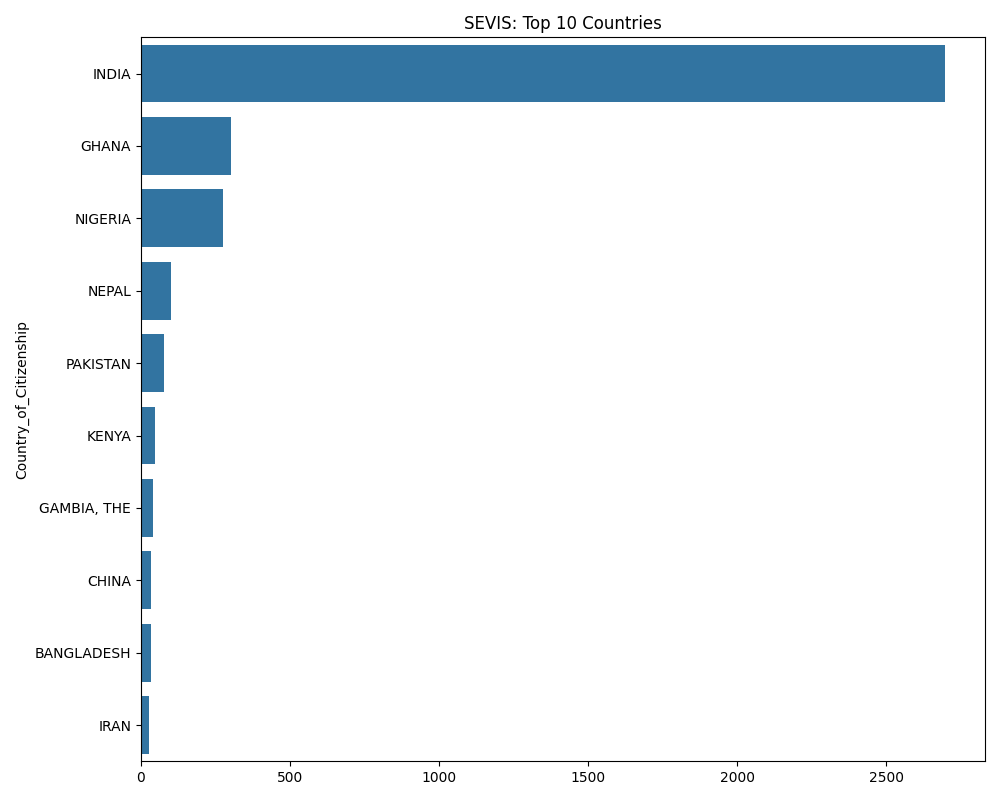 SEVIS: Top 10 Countries
Country_of_Citizenship
INDIA
GHANA
NIGERIA
NEPAL
PAKISTAN
KENYA
GAMBIA, THE
CHINA
BANGLADESH
IRAN
0 500 1000 1500 2000 2500